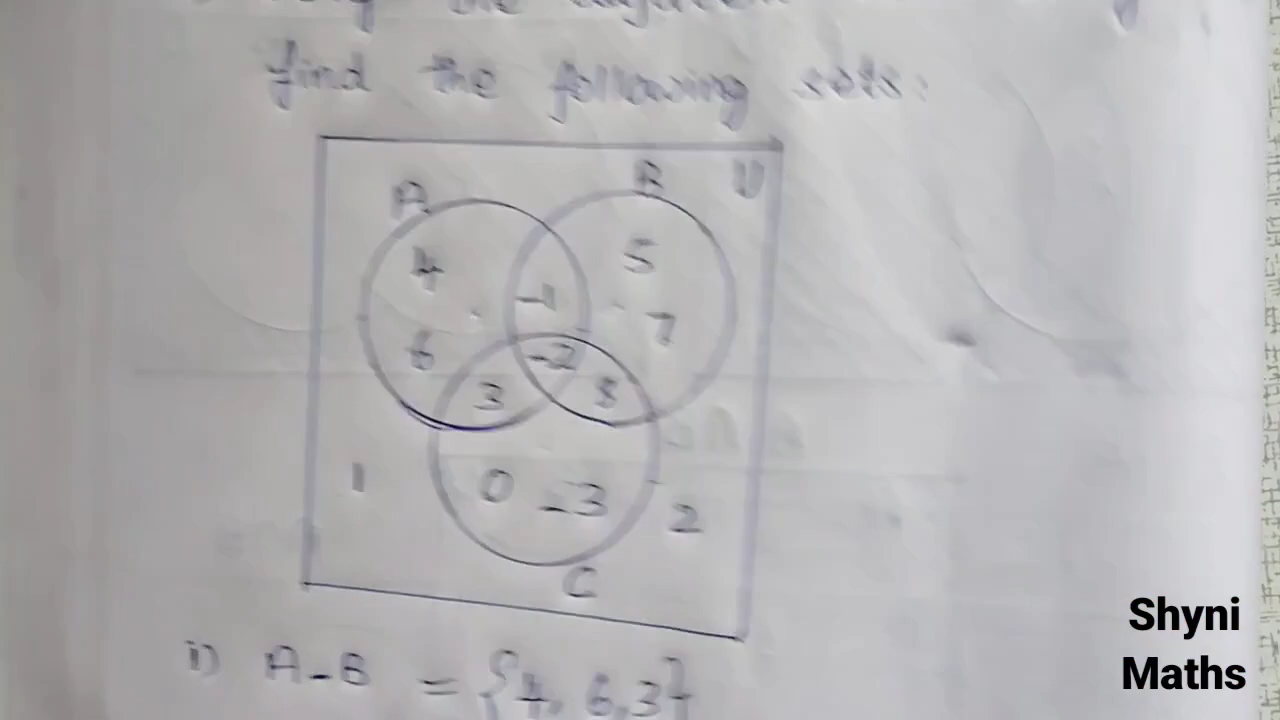 the
find the following sets:
A B U
4 5
-1
7
6 -2
3 8
1 0 -3 2
C
i) A-B = {4, 6, 3}
Shyni
Maths